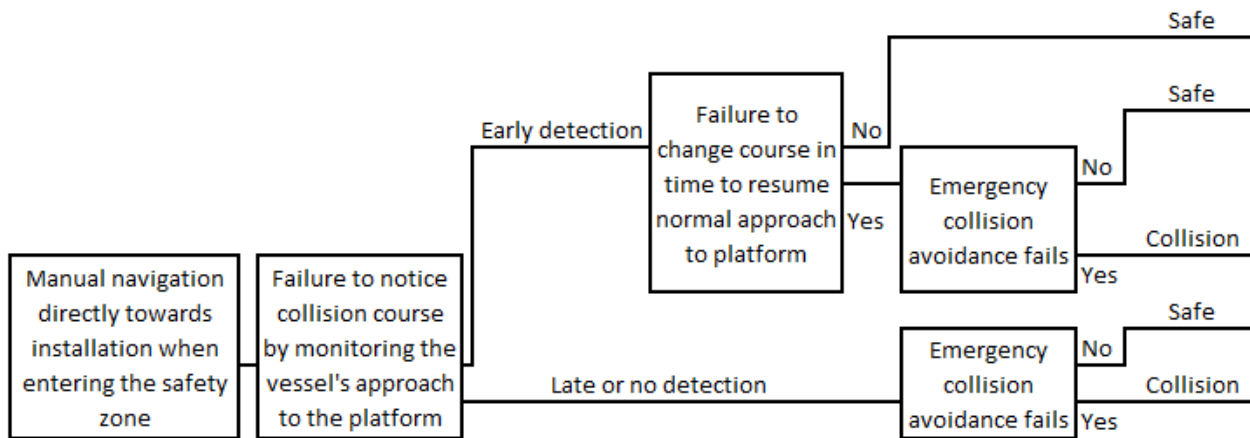 Safe
Safe
Early detection
Failure to
change course in
time to resume
normal approach
to platform
No
Yes
Emergency
collision
avoidance fails
No
Collision
Yes
Manual navigation
directly towards
installation when
entering the safety
zone
Failure to notice
collision course
by monitoring the
vessel's approach
to the platform
Late or no detection
Emergency
collision
avoidance fails
Safe
No
Collision
Yes